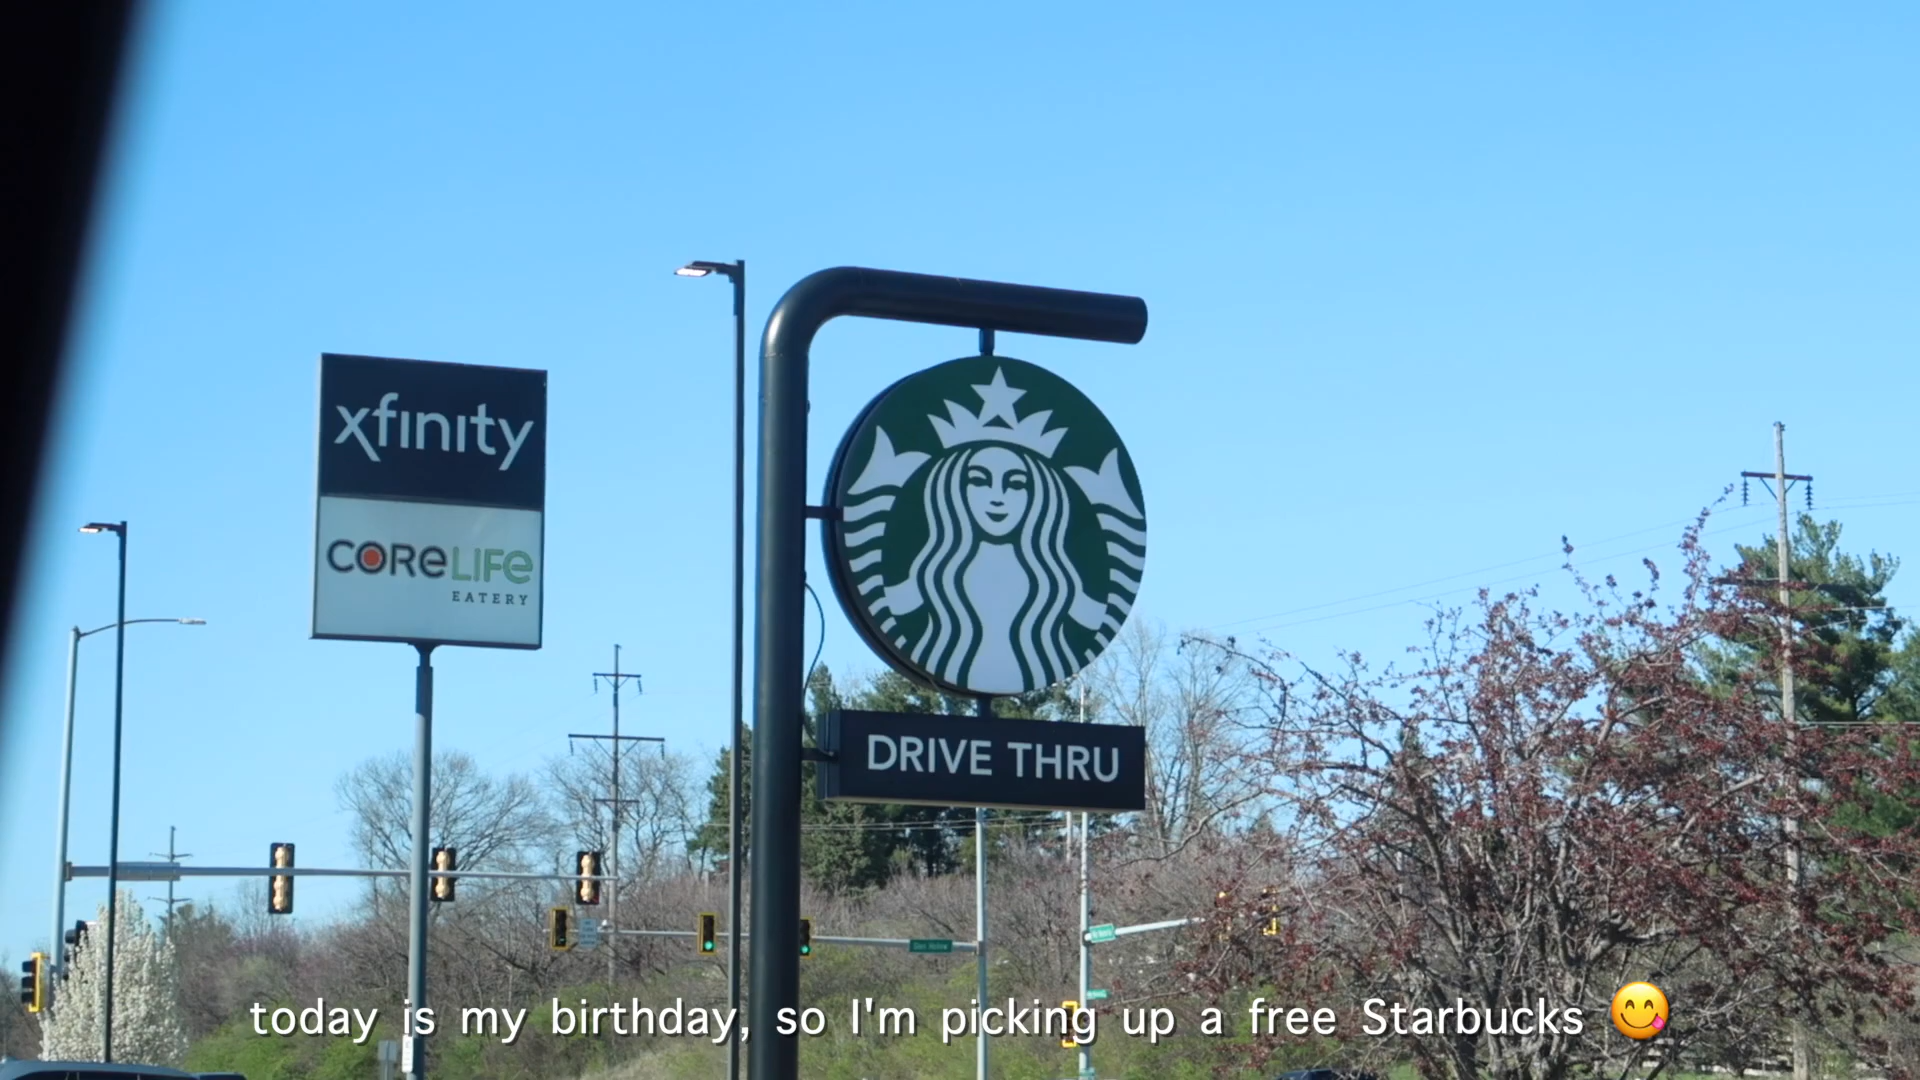 xfinity
CORELIFE
EATERY
DRIVE THRU
today is my birthday, so I'm picking up a free Starbucks 😋